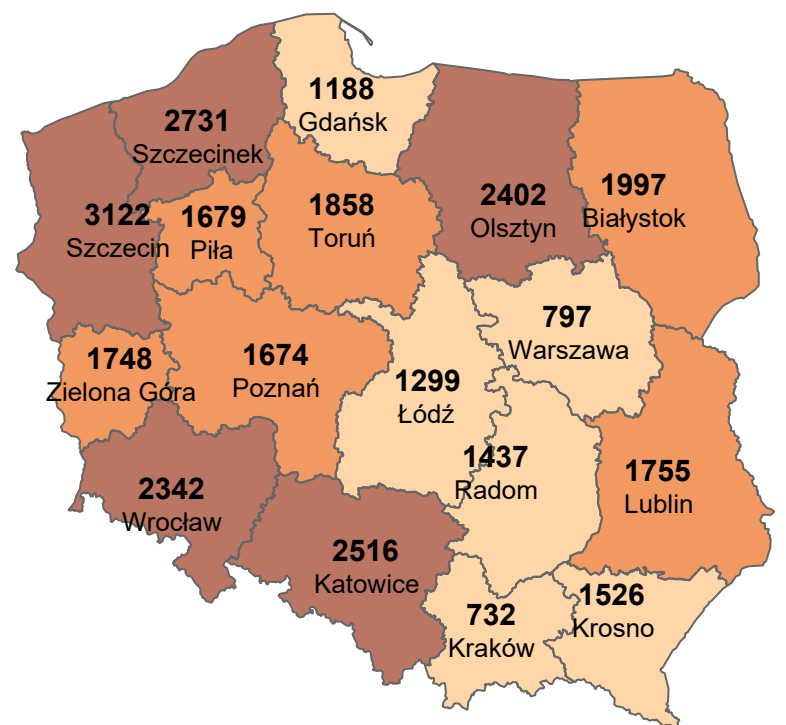 1188
Gdańsk
2731
Szczecinek
2402
Olsztyn
1997
Białystok
3122
Szczecin
1679
Piła
1858
Toruń
797
Warszawa
1748
Zielona Góra
1674
Poznań
1299
Łódź
1437
Radom
1755
Lublin
2342
Wrocław
2516
Katowice
732
Kraków
1526
Krosno